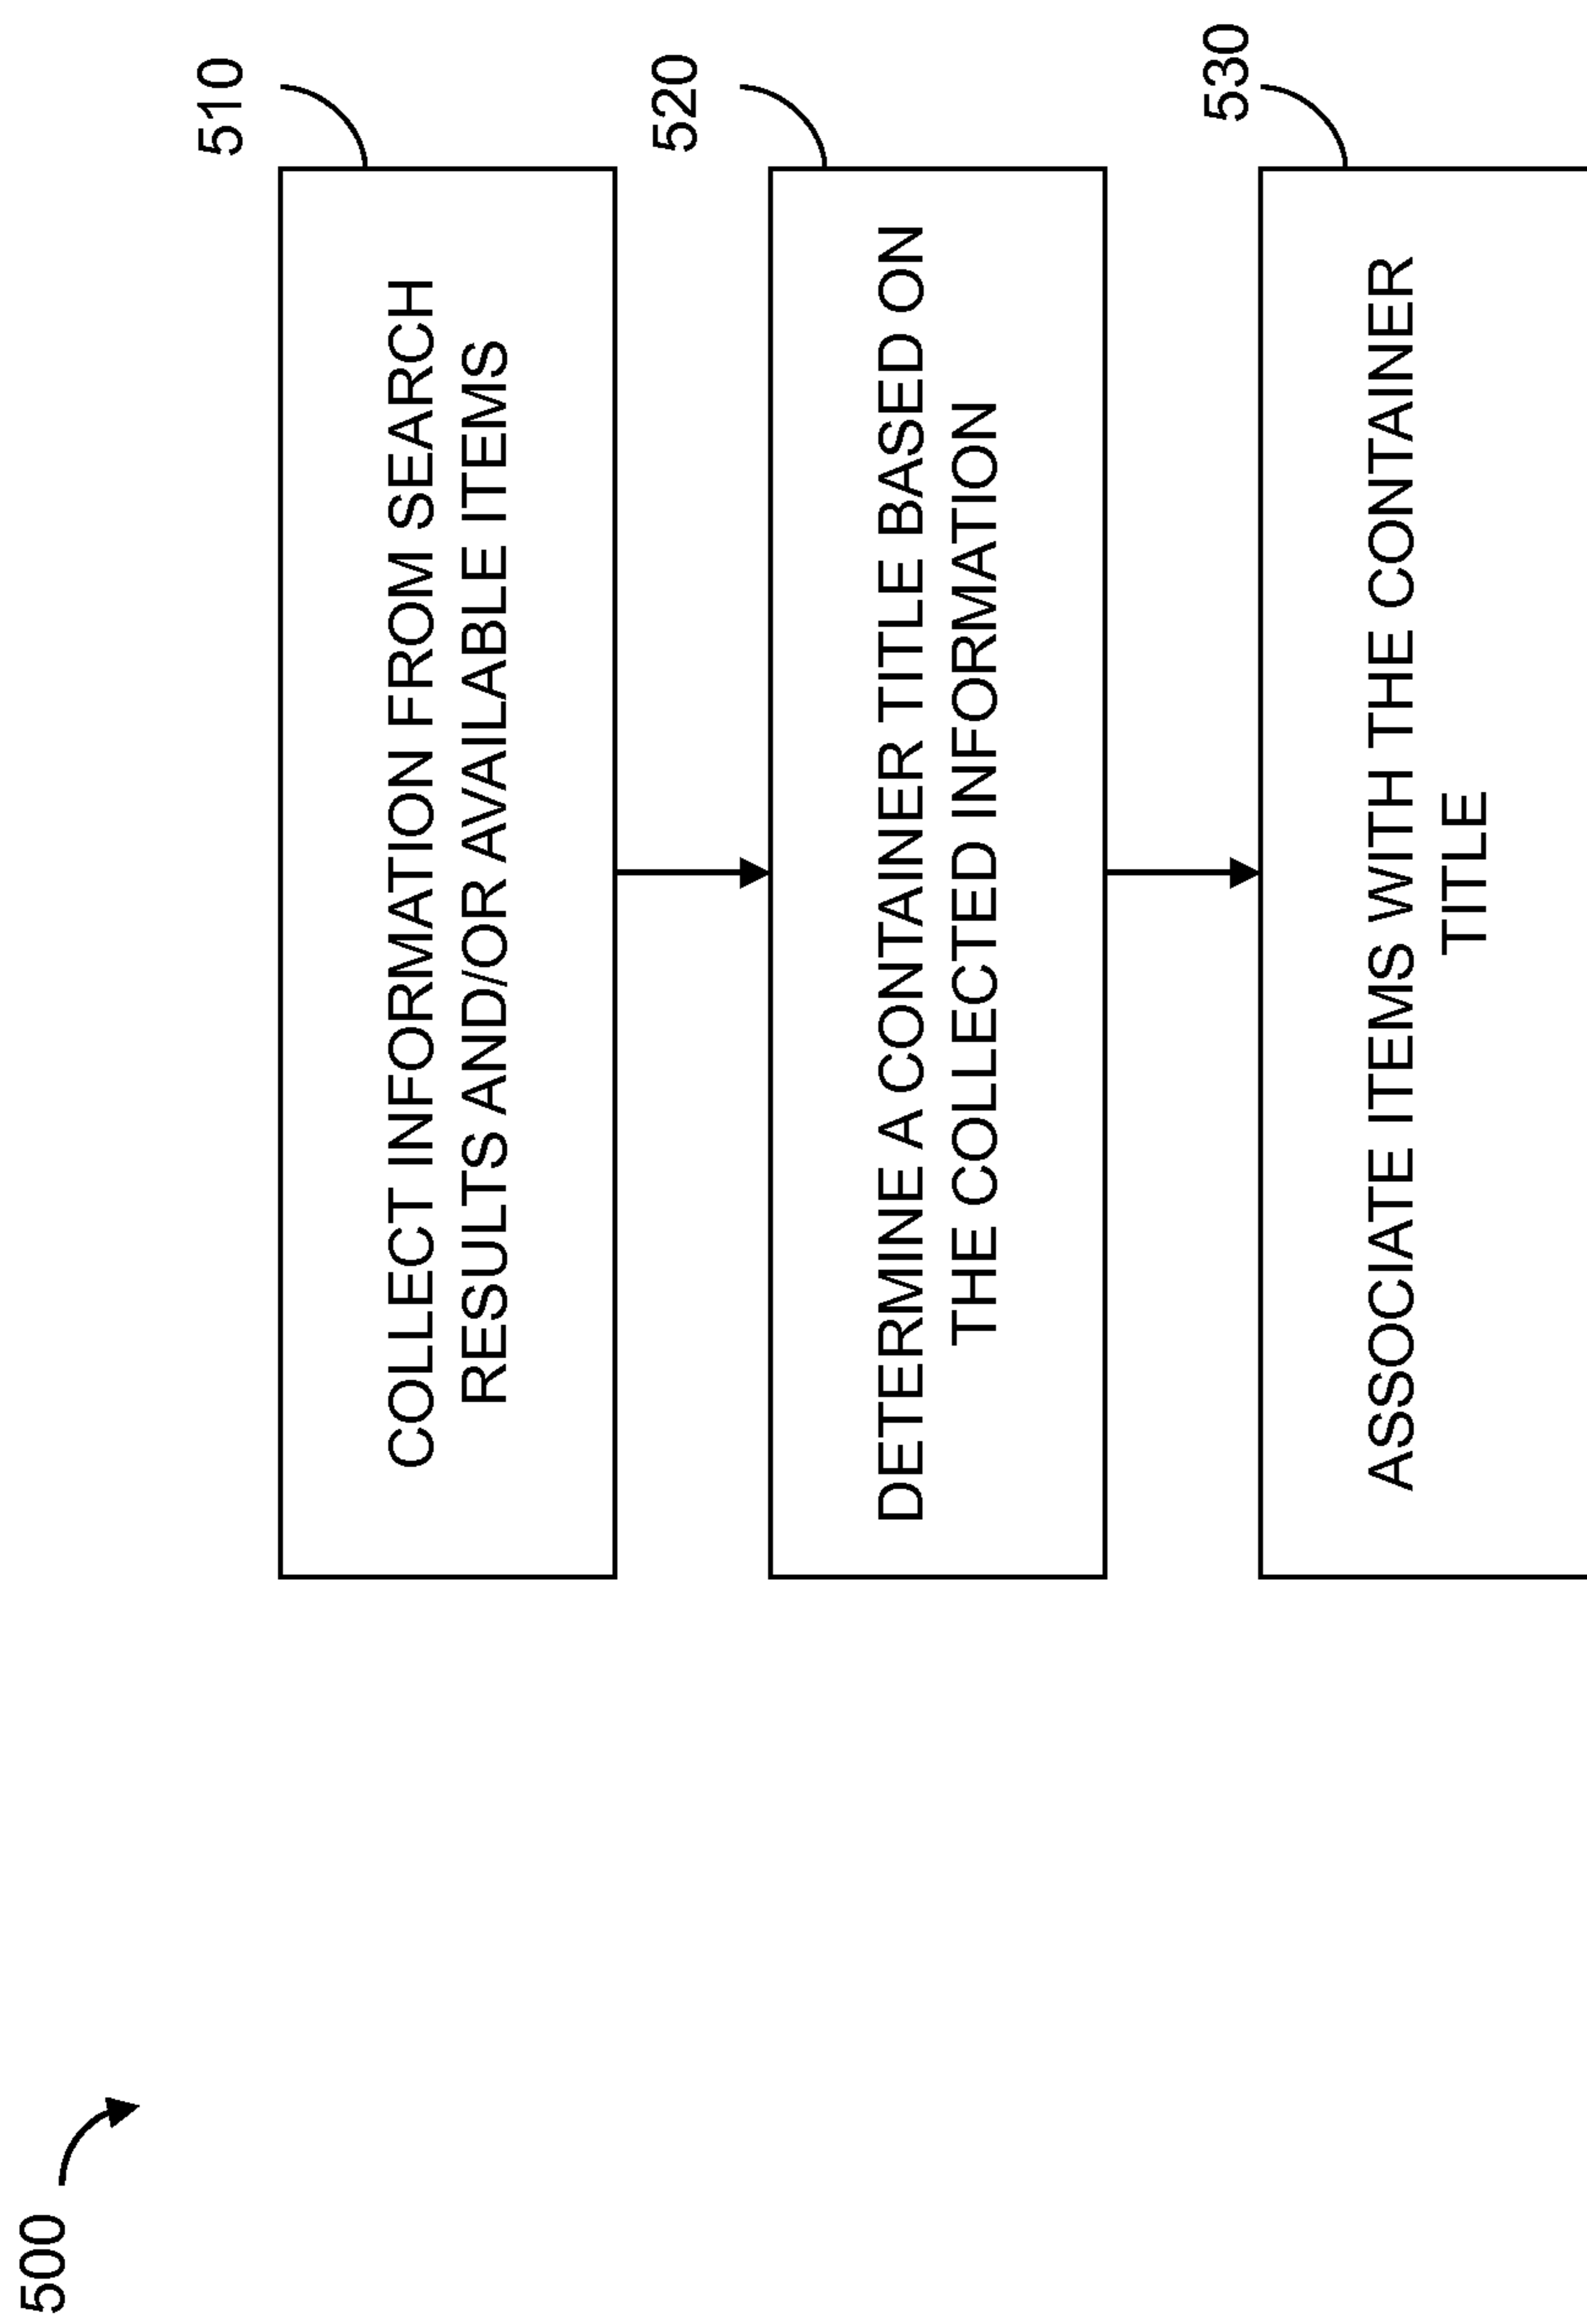 500
510
COLLECT INFORMATION FROM SEARCH
RESULTS AND/OR AVAILABLE ITEMS
520
DETERMINE A CONTAINER TITLE BASED ON
THE COLLECTED INFORMATION
530
ASSOCIATE ITEMS WITH THE CONTAINER
TITLE